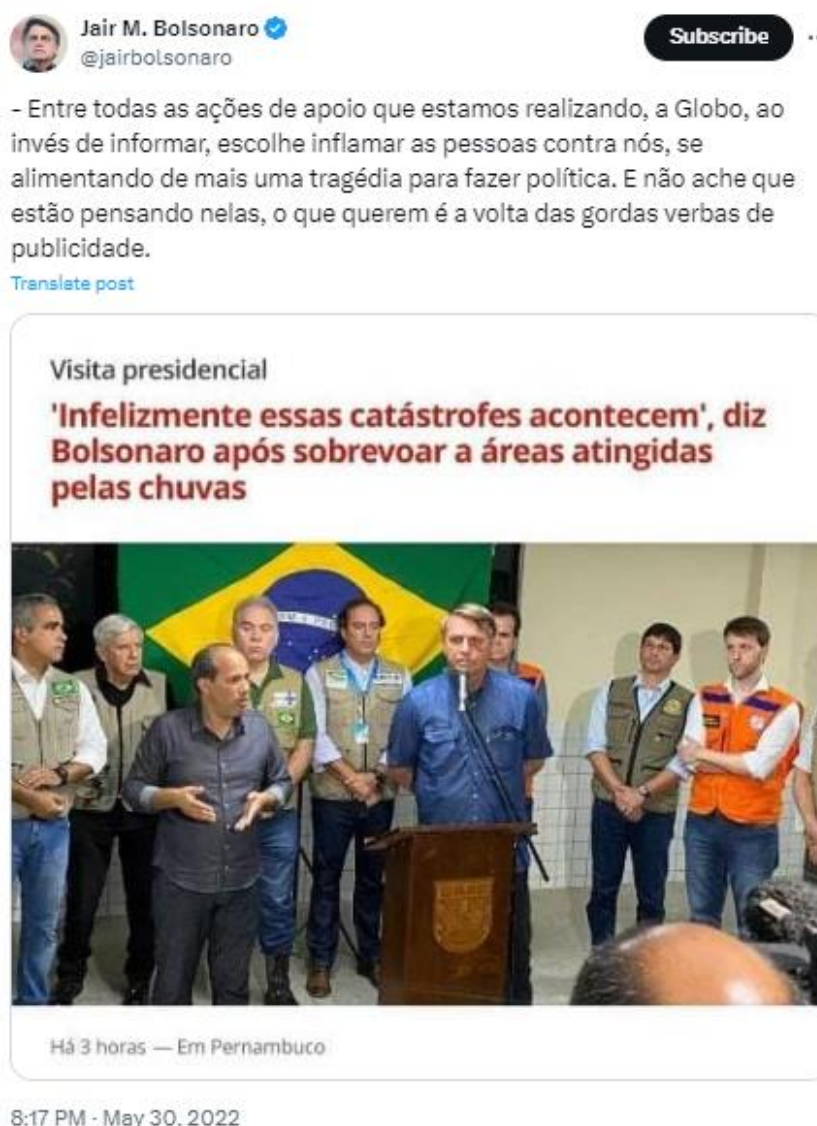 Jair M. Bolsonaro
@jairbolsonaro
Subscribe
- Entre todas as ações de apoio que estamos realizando, a Globo, ao
invés de informar, escolhe inflamar as pessoas contra nós, se
alimentando de mais uma tragédia para fazer política. E não ache que
estão pensando nelas, o que querem é a volta das gordas verbas de
publicidade.
Translate post
Visita presidencial
'Infelizmente essas catástrofes acontecem', diz
Bolsonaro após sobrevoar a áreas atingidas
pelas chuvas
Há 3 horas — Em Pernambuco
8:17 PM · May 30, 2022